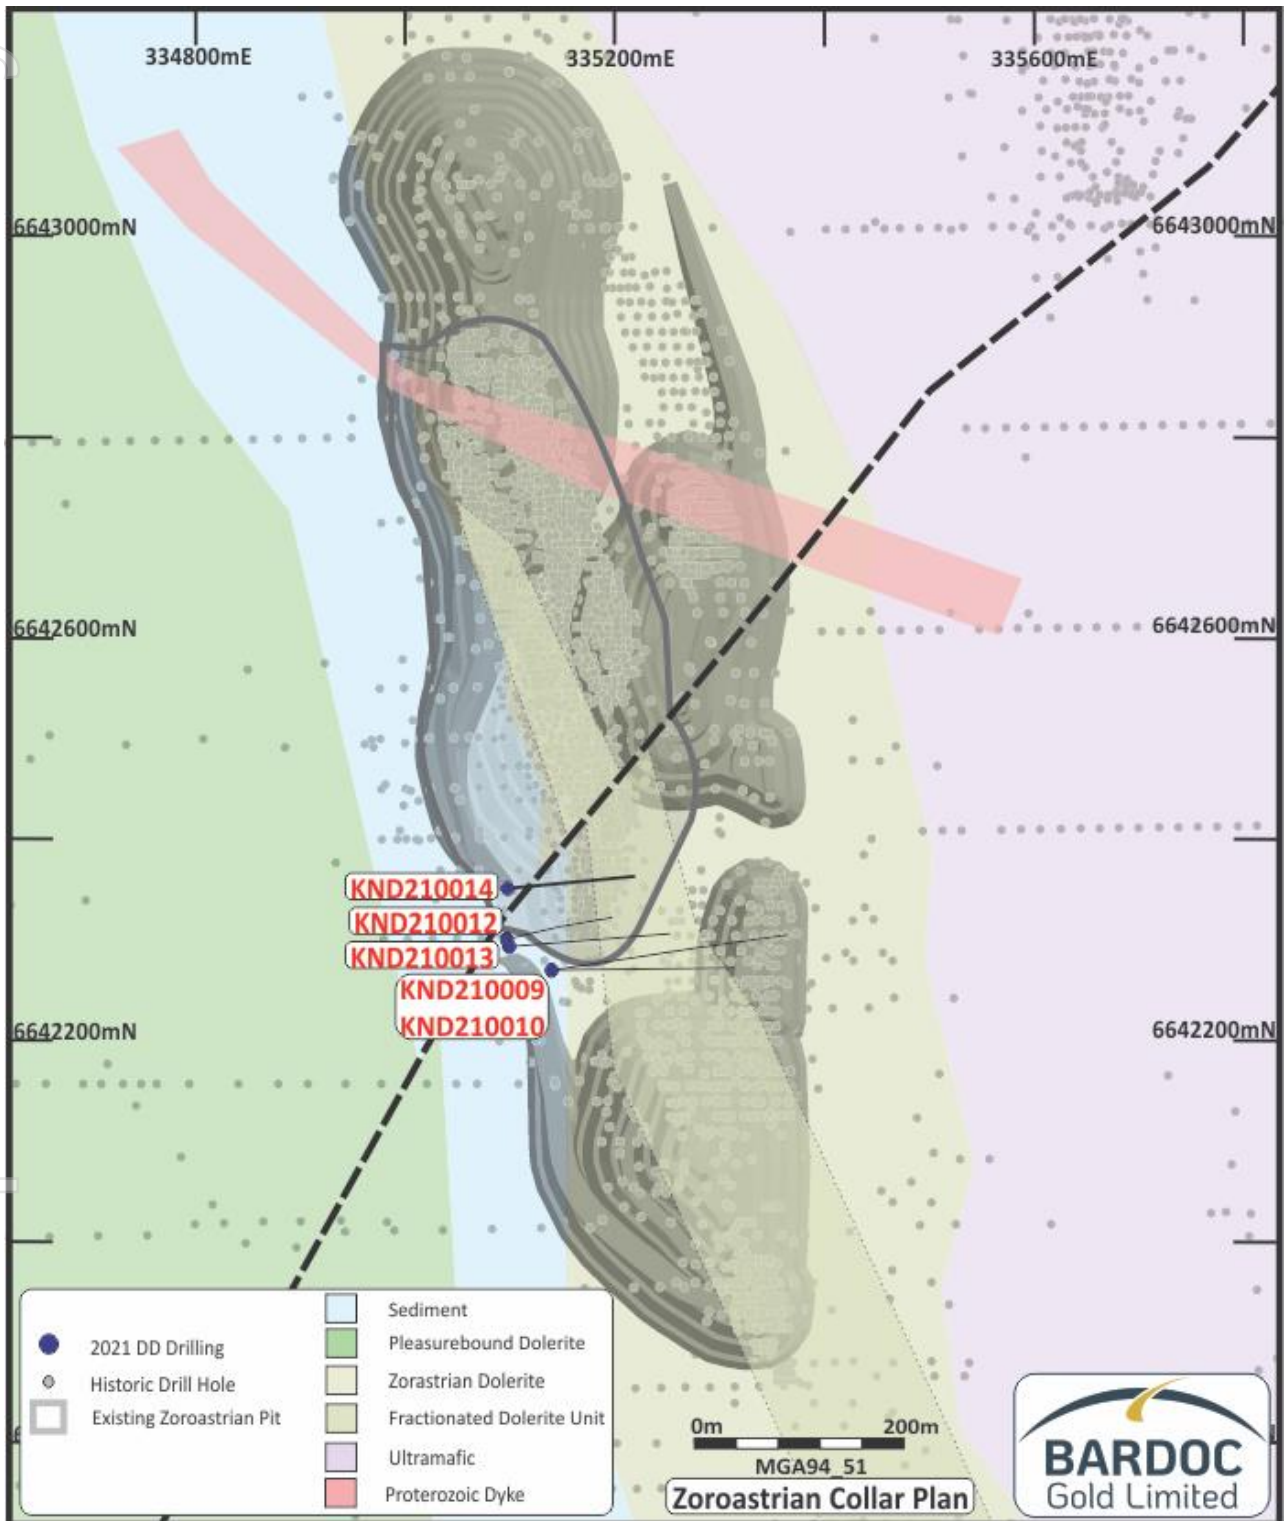 334800mE
335200mE
335600mE
6643000mN
6643000mN
6642600mN
6642600mN
KND210014
KND210012
KND210013
KND210009
KND210010
6642200mN
6642200mN
2021 DD Drilling
Historic Drill Hole
Existing Zoroastrian Pit
Sediment
Pleasurebound Dolerite
Zorastrian Dolerite
Fractionated Dolerite Unit
Ultramafic
Proterozoic Dyke
0m
200m
MGA94_51
Zoroastrian Collar Plan
BARDOC
Gold Limited